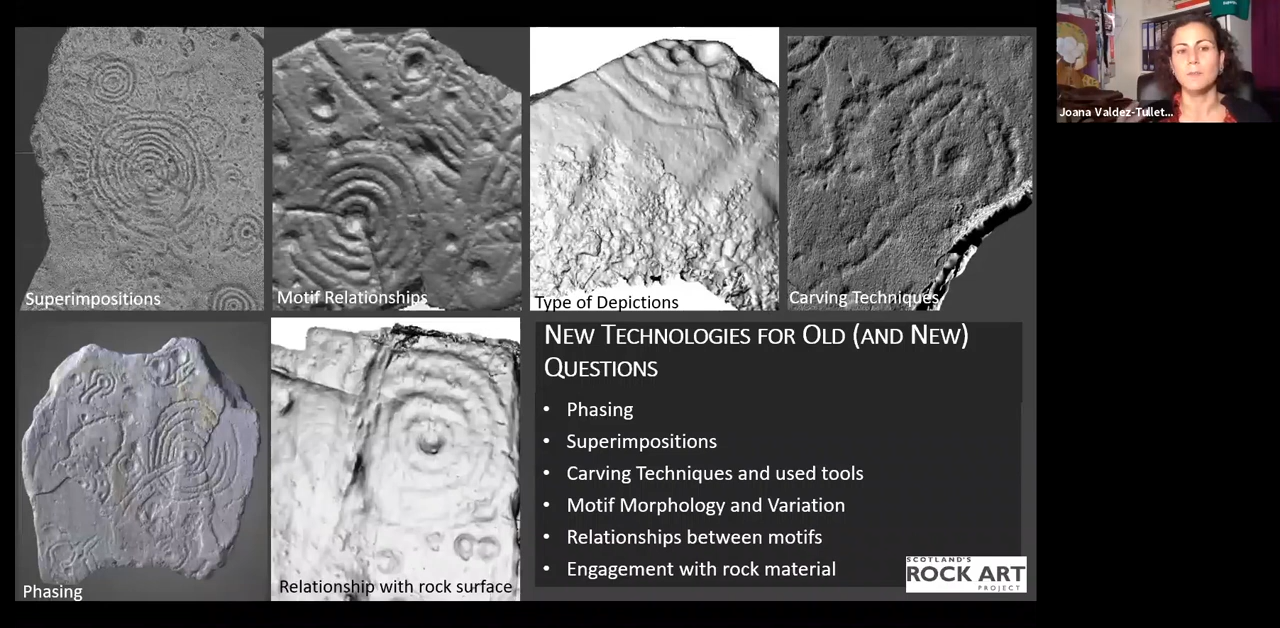 Joana Valdez-Tullet...
Superimpositions
Motif Relationships
Type of Depictions
Carving Techniques
NEW TECHNOLOGIES FOR OLD (AND NEW)
QUESTIONS
• Phasing
• Superimpositions
• Carving Techniques and used tools
• Motif Morphology and Variation
• Relationships between motifs
• Engagement with rock material
Phasing
Relationship with rock surface
SCOTLAND'S
ROCK ART
PROJECT